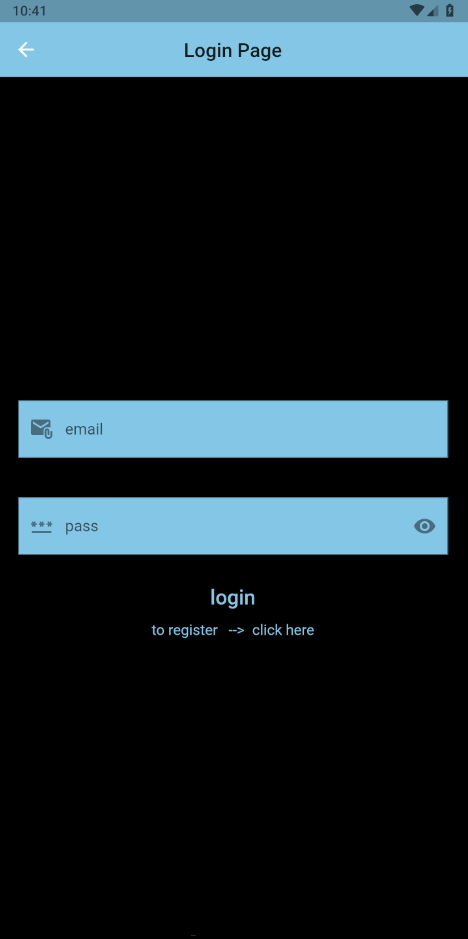 10:41
Login Page
email
pass
login
to register --> click here